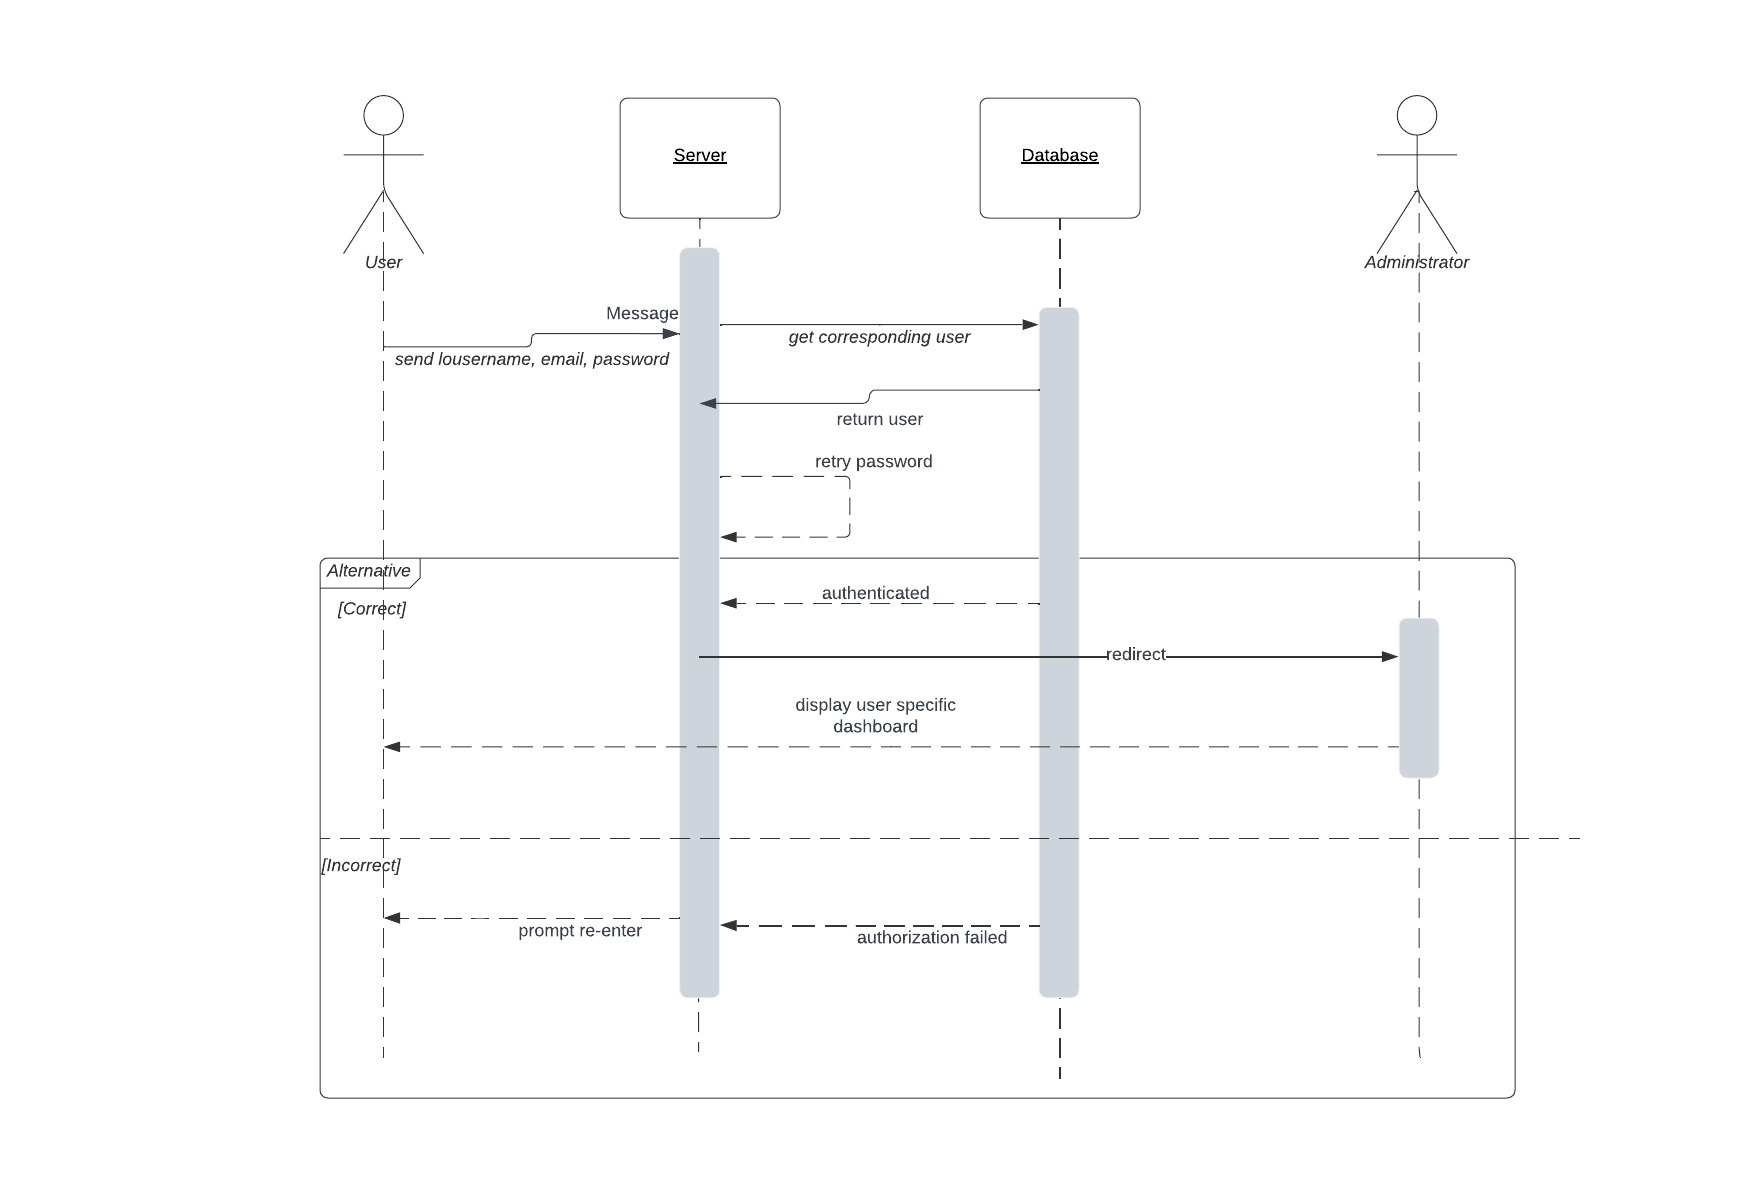 Server
Database
User
Administrator
Message
get corresponding user
send lousername, email, password
return user
retry password
Alternative
[Correct]
authenticated
redirect
display user specific
dashboard
[Incorrect]
prompt re-enter
authorization failed